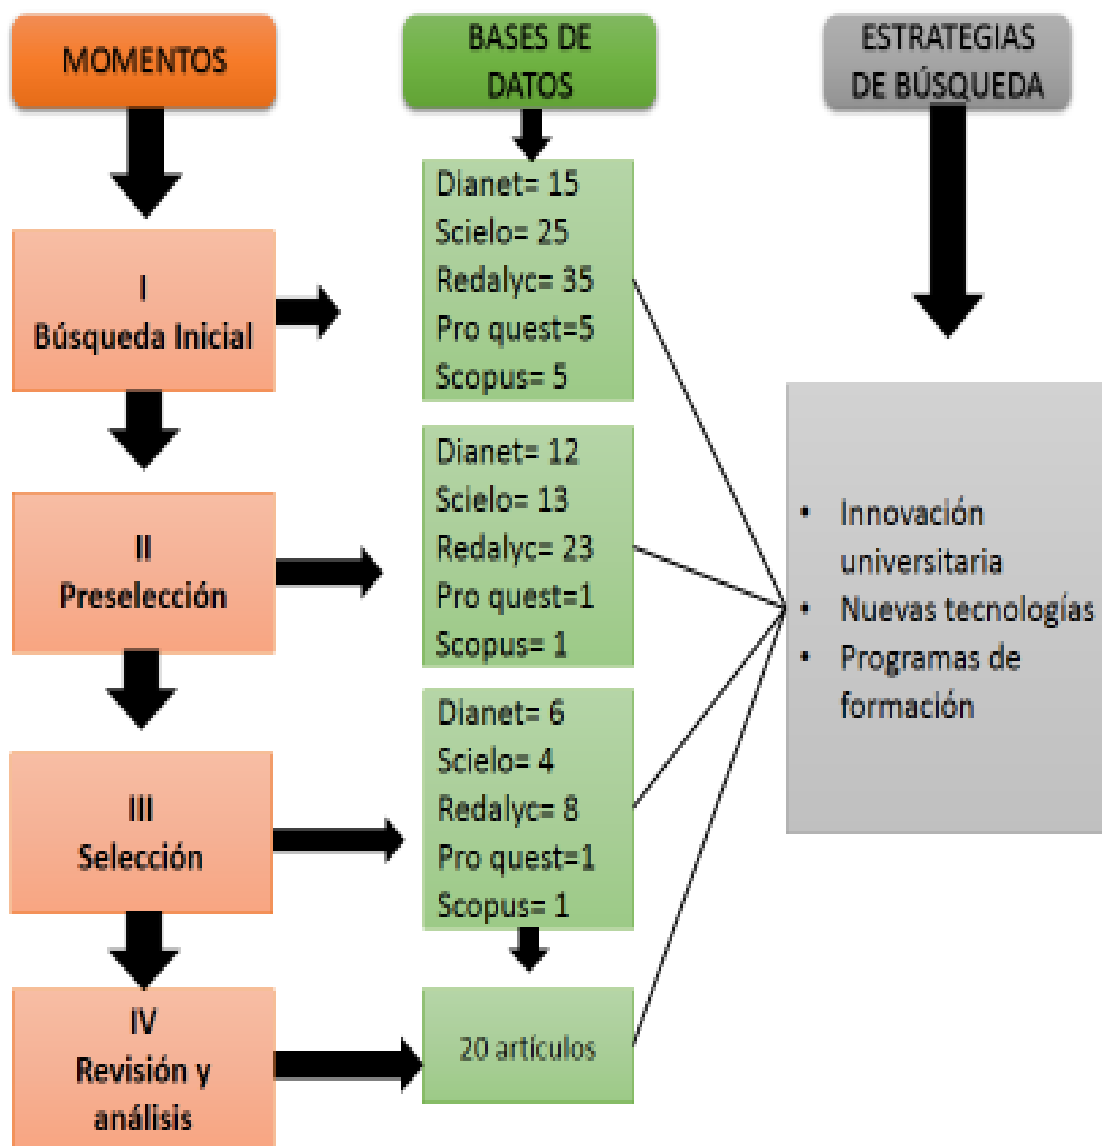 MOMENTOS
BASES DE
DATOS
ESTRATEGIAS
DE BÚSQUEDA
I
Búsqueda Inicial
Dianet= 15
Scielo= 25
Redalyc= 35
Pro quest=5
Scopus= 5
II
Preselección
Dianet= 12
Scielo= 13
Redalyc= 23
Pro quest=1
Scopus= 1
III
Selección
Dianet= 6
Scielo= 4
Redalyc= 8
Pro quest=1
Scopus= 1
IV
Revisión y
análisis
20 artículos
• Innovación
universitaria
• Nuevas tecnologías
• Programas de
formación